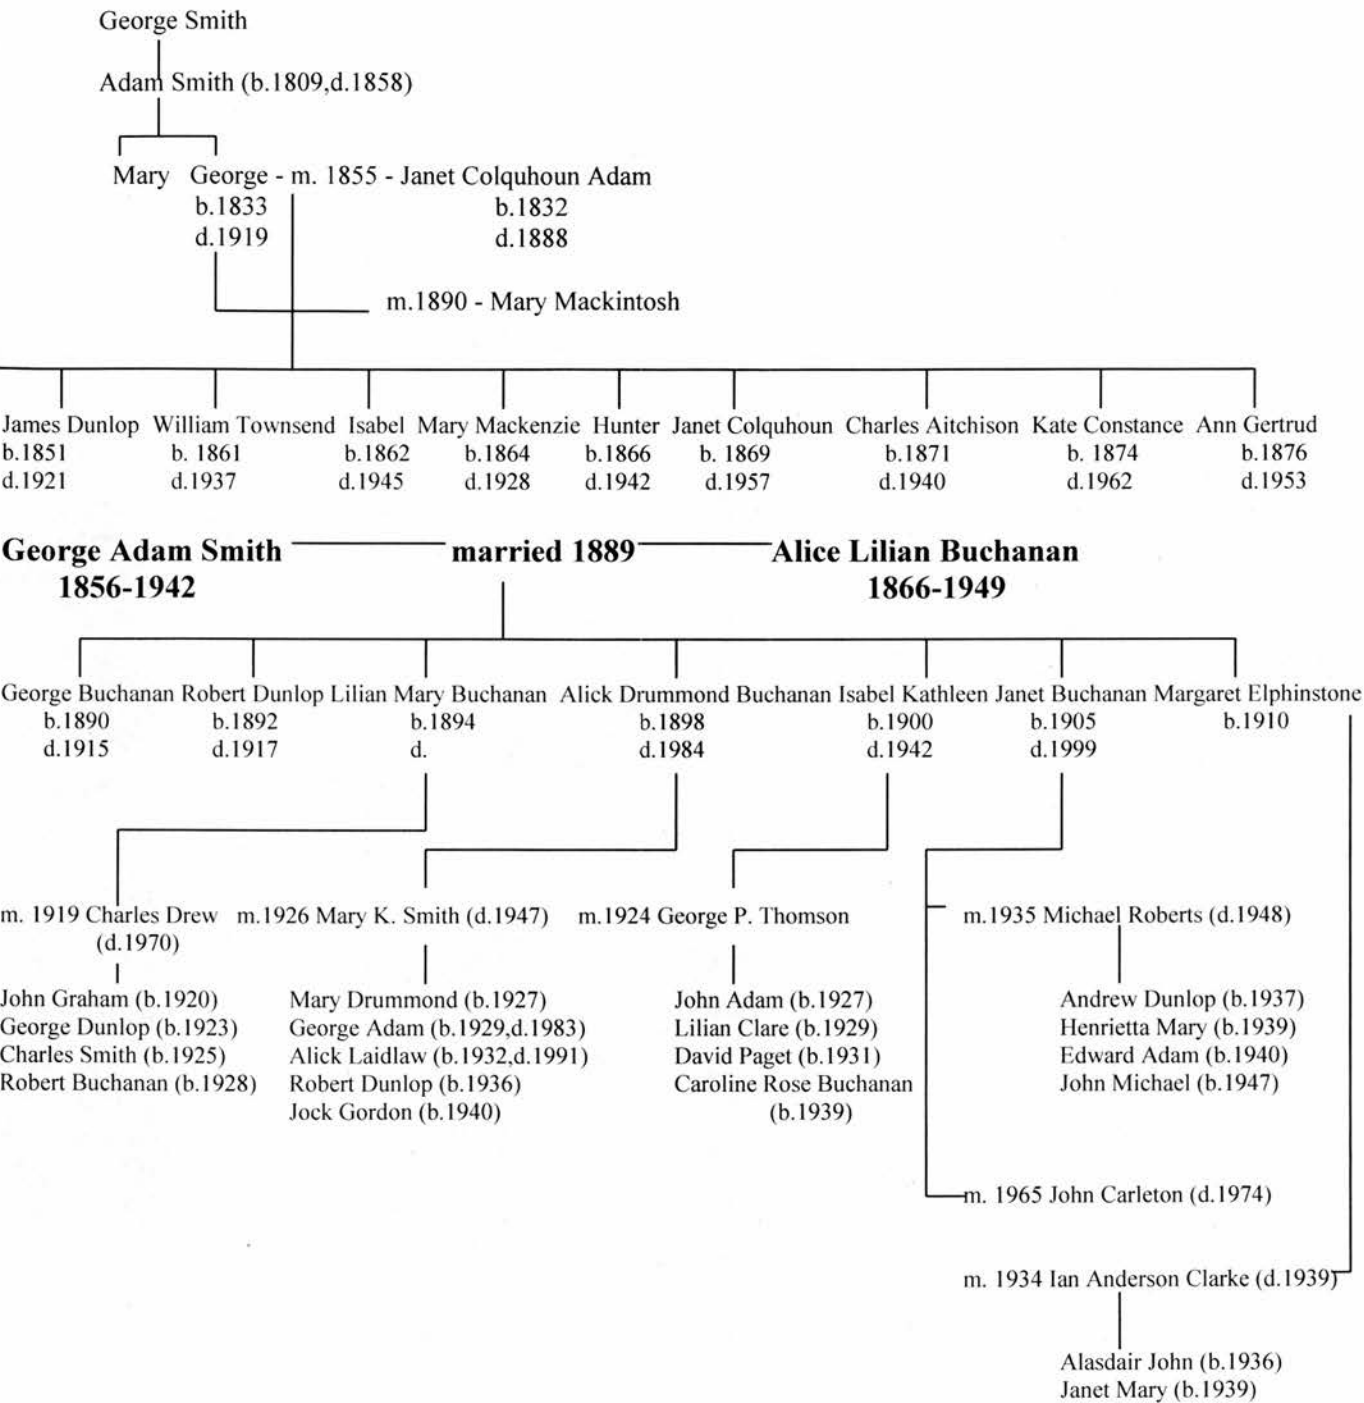 George Smith
Adam Smith (b.1809,d.1858)
Mary George - m. 1855 - Janet Colquhoun Adam
b.1833 b.1832
d.1919 d.1888
m.1890 - Mary Mackintosh
James Dunlop William Townsend Isabel Mary Mackenzie Hunter Janet Colquhoun Charles Aitchison Kate Constance Ann Gertrud
b.1851 b. 1861 b.1862 b.1864 b.1866 b. 1869 b.1871 b. 1874 b.1876
d.1921 d.1937 d.1945 d.1928 d.1942 d.1957 d.1940 d.1962 d.1953
George Adam Smith married 1889 Alice Lilian Buchanan
1856-1942 1866-1949
George Buchanan Robert Dunlop Lilian Mary Buchanan Alick Drummond Buchanan Isabel Kathleen Janet Buchanan Margaret Elphinstone
b.1890 b.1892 b.1894 b.1898 b.1900 b.1905 b.1910
d.1915 d.1917 d. d.1984 d.1942 d.1999
m. 1919 Charles Drew m.1926 Mary K. Smith (d.1947) m.1924 George P. Thomson m.1935 Michael Roberts (d.1948)
(d.1970)
John Graham (b.1920) Mary Drummond (b.1927) John Adam (b.1927) Andrew Dunlop (b.1937)
George Dunlop (b.1923) George Adam (b.1929,d.1983) Lilian Clare (b.1929) Henrietta Mary (b.1939)
Charles Smith (b.1925) Alick Laidlaw (b.1932,d.1991) David Paget (b.1931) Edward Adam (b.1940)
Robert Buchanan (b.1928) Robert Dunlop (b.1936) Caroline Rose Buchanan John Michael (b.1947)
Jock Gordon (b.1940) (b.1939)
m. 1965 John Carleton (d.1974)
m. 1934 Ian Anderson Clarke (d.1939)
Alasdair John (b.1936)
Janet Mary (b.1939)